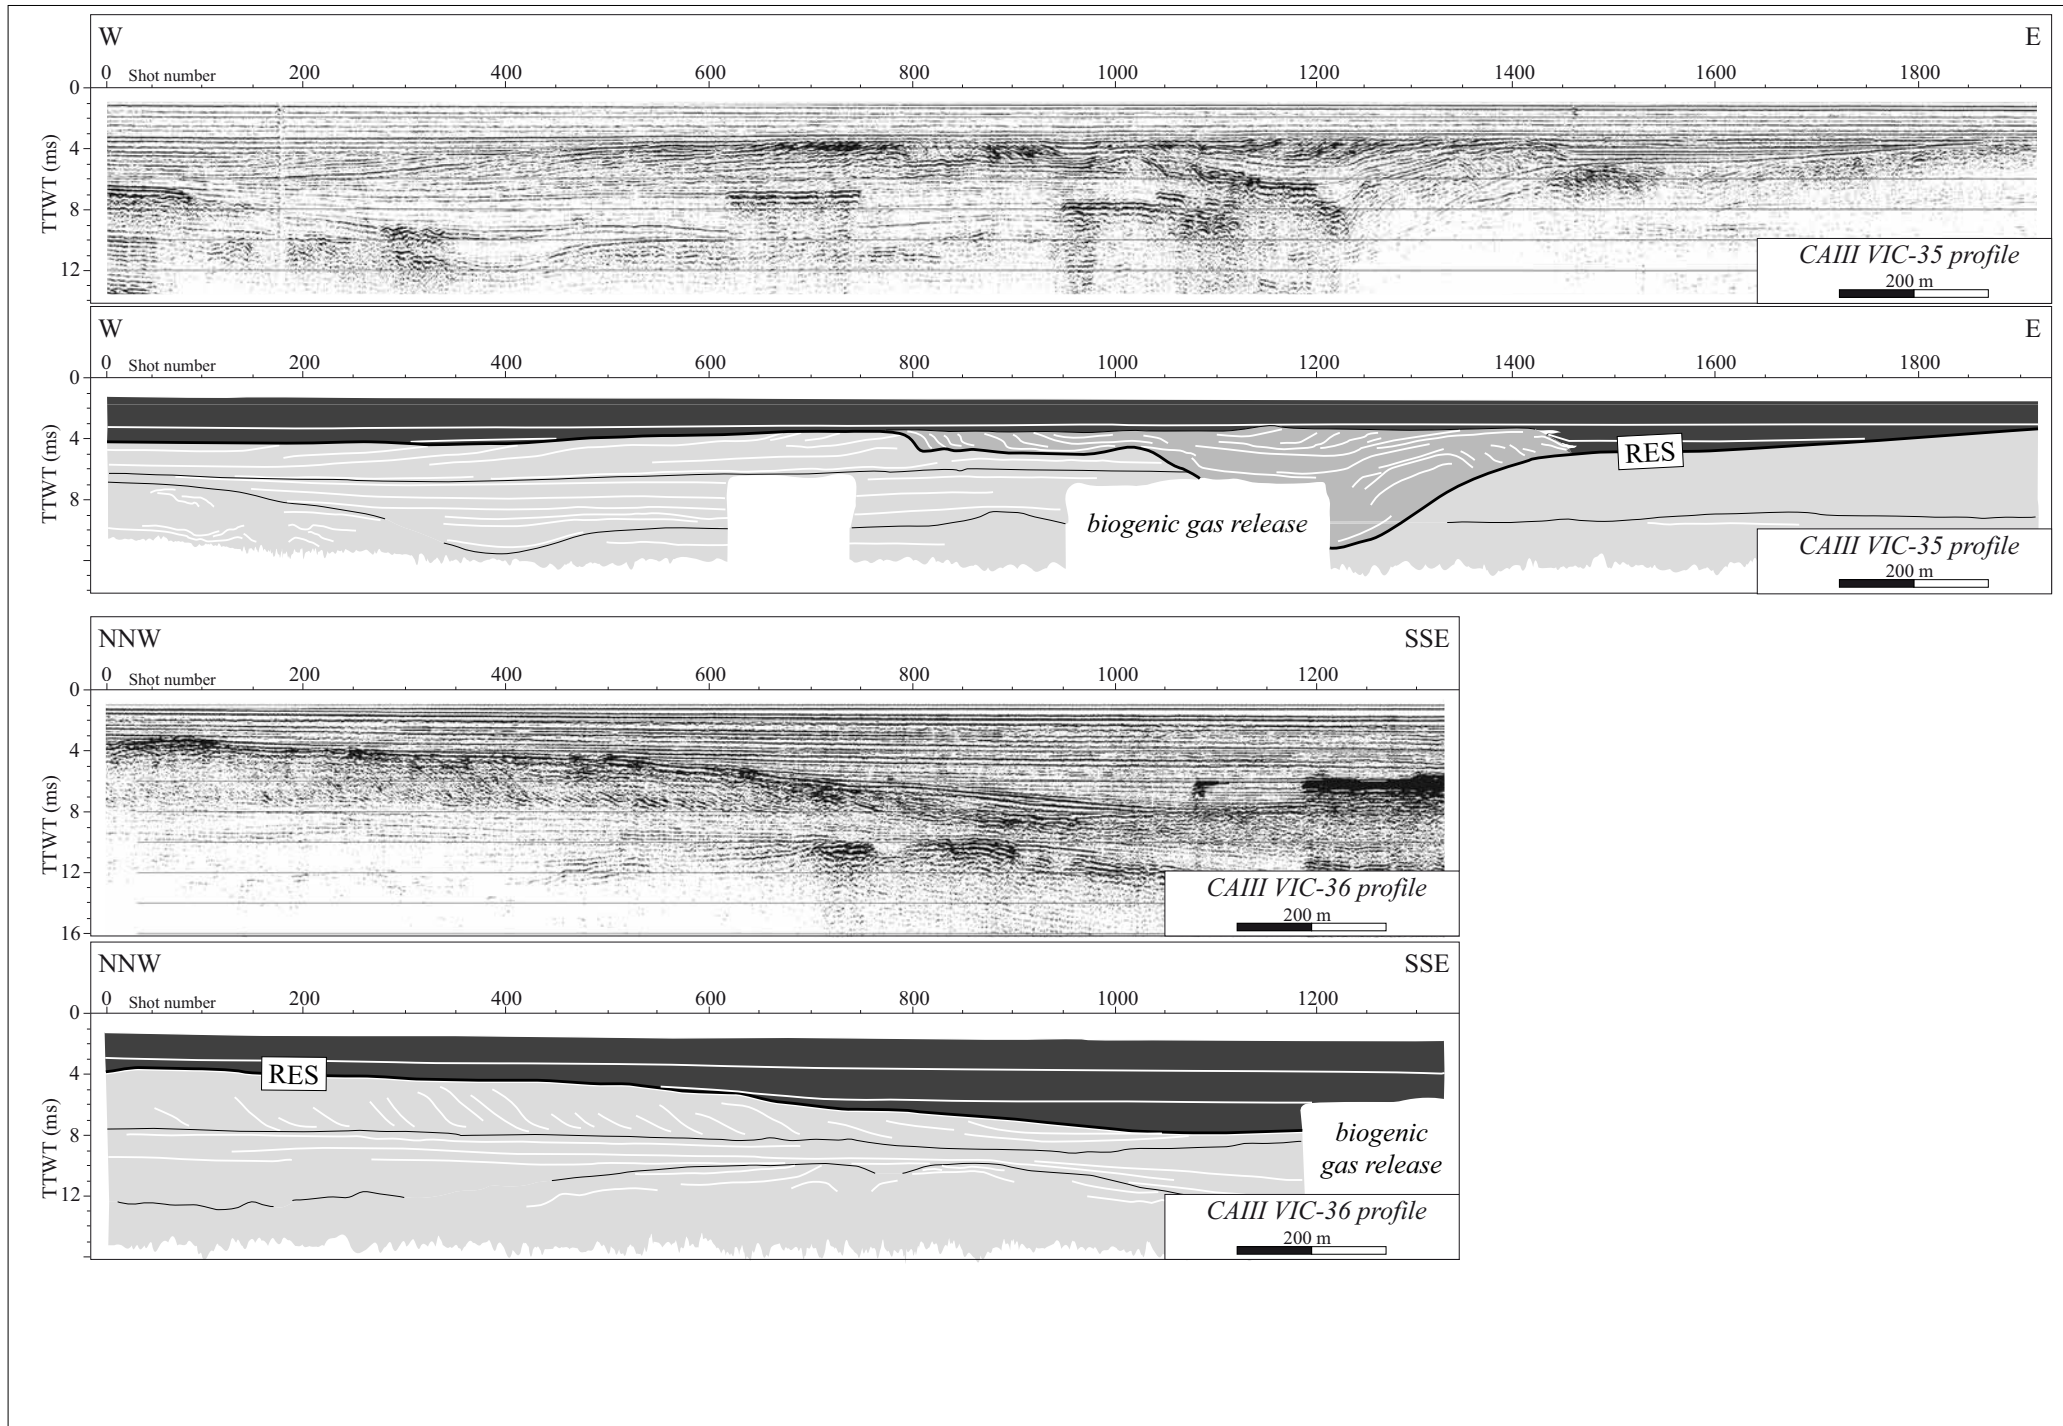 W E
0 Shot number 200 400 600 800 1000 1200 1400 1600 1800
0
4
8
12
TTWT (ms)
CAIII VIC-35 profile
200 m
W E
0 Shot number 200 400 600 800 1000 1200 1400 1600 1800
0
4
8
TTWT (ms)
RES
biogenic gas release
CAIII VIC-35 profile
200 m
NNW SSE
0 Shot number 200 400 600 800 1000 1200
0
4
8
12
16
TTWT (ms)
CAIII VIC-36 profile
200 m
NNW SSE
0 Shot number 200 400 600 800 1000 1200
0
4
8
12
TTWT (ms)
RES
biogenic
gas release
CAIII VIC-36 profile
200 m